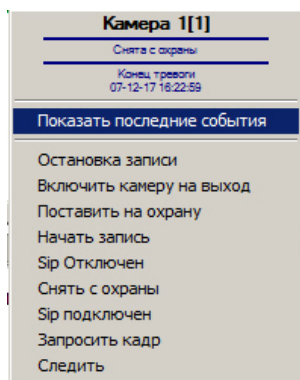 Камера 1[1]
Снята с охраны
Конец тревоги
07-12-17 16:22:59
Показать последние события
Остановка записи
Включить камеру на выход
Поставить на охрану
Начать запись
Sip Отключен
Снять с охраны
Sip подключен
Запросить кадр
Следить